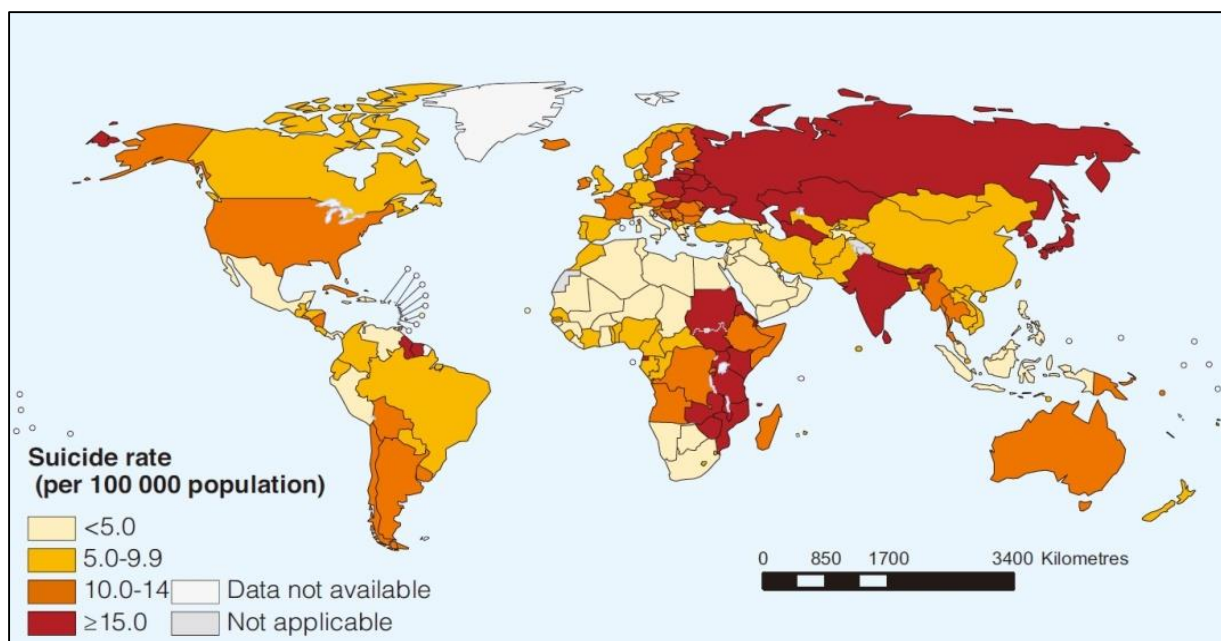 Suicide rate
(per 100 000 population)
<5.0
5.0-9.9
10.0-14
≥15.0
Data not available
Not applicable
0 850 1700 3400 Kilometres